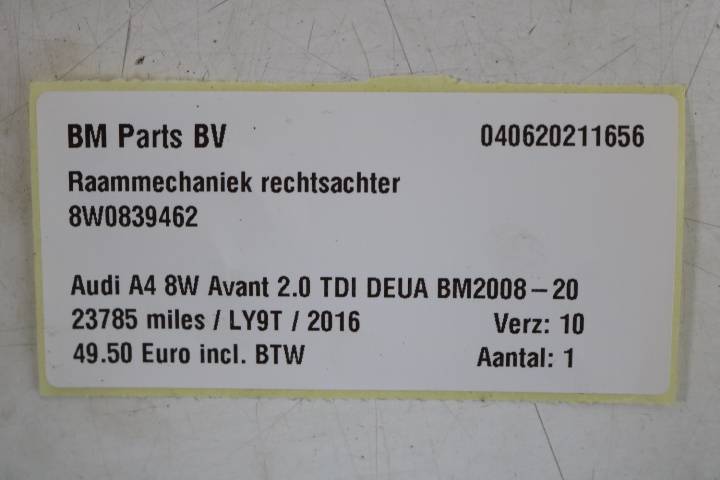 BM Parts BV 040620211656
Raammechaniek rechtsachter
8W0839462
Audi A4 8W Avant 2.0 TDI DEUA BM2008-20
23785 miles / LY9T / 2016 Verz: 10
49.50 Euro incl. BTW Aantal: 1